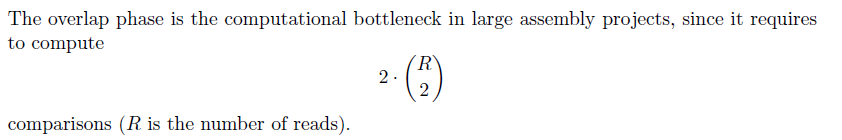 The overlap phase is the computational bottleneck in large assembly projects, since it requires
to compute
2 · (R 2)
comparisons (R is the number of reads).